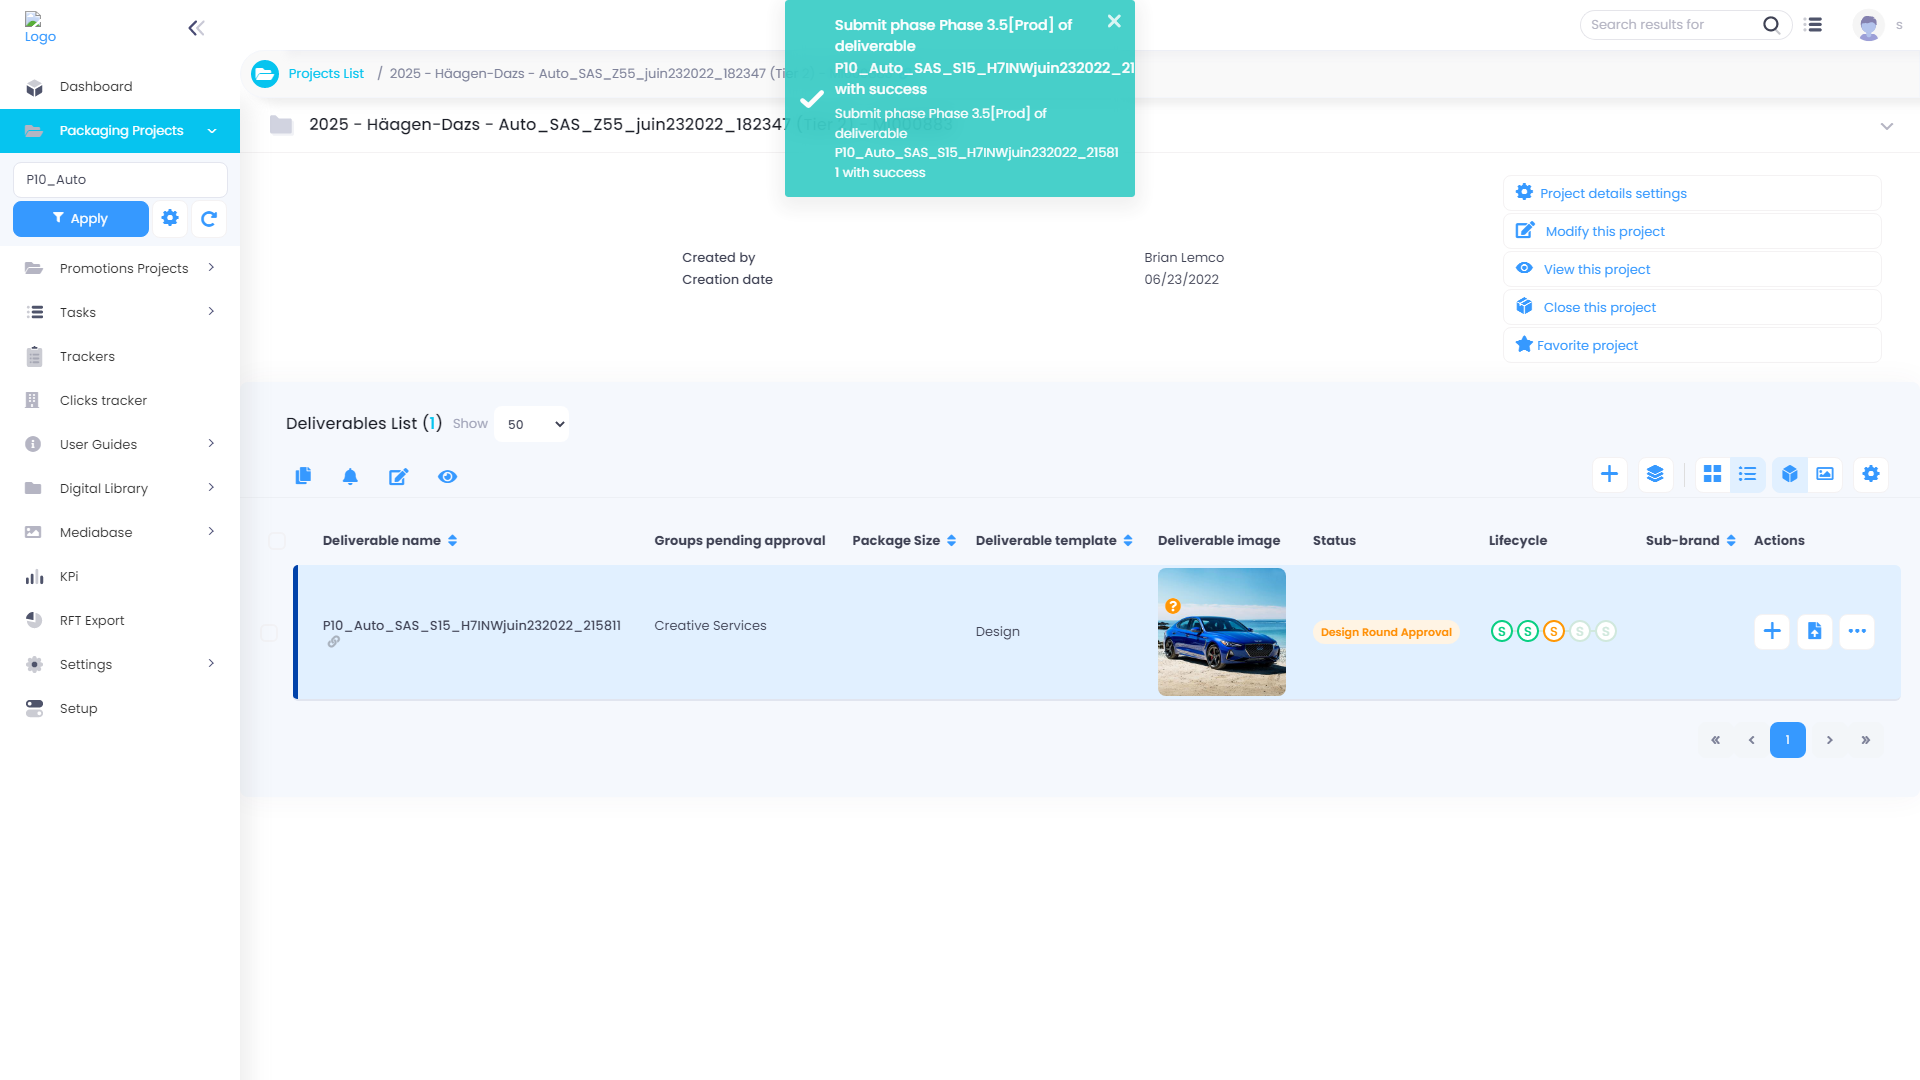 Logo
Submit phase Phase 3.5[Prod] of
deliverable
P10_Auto_SAS_S15_H7INWjuin232022_21
with success
Submit phase Phase 3.5[Prod] of
deliverable
P10_Auto_SAS_S15_H7INWjuin232022_21581
1 with success
Search results for
s
Projects List / 2025 - Häagen-Dazs - Auto_SAS_Z55_juin232022_182347 (Tier
2025 - Häagen-Dazs - Auto_SAS_Z55_juin232022_182347 (Tier
Dashboard
Packaging Projects
P10_Auto
Apply
Promotions Projects
Tasks
Trackers
Clicks tracker
User Guides
Digital Library
Mediabase
KPi
RFT Export
Settings
Setup
Created by Brian Lemco
Creation date 06/23/2022
Project details settings
Modify this project
View this project
Close this project
Favorite project
Deliverables List (1) Show 50
Deliverable name Groups pending approval Package Size Deliverable template Deliverable image Status Lifecycle Sub-brand Actions
P10_Auto_SAS_S15_H7INWjuin232022_215811 Creative Services Design ? Design Round Approval S S S S S
« ‹ 1 › »